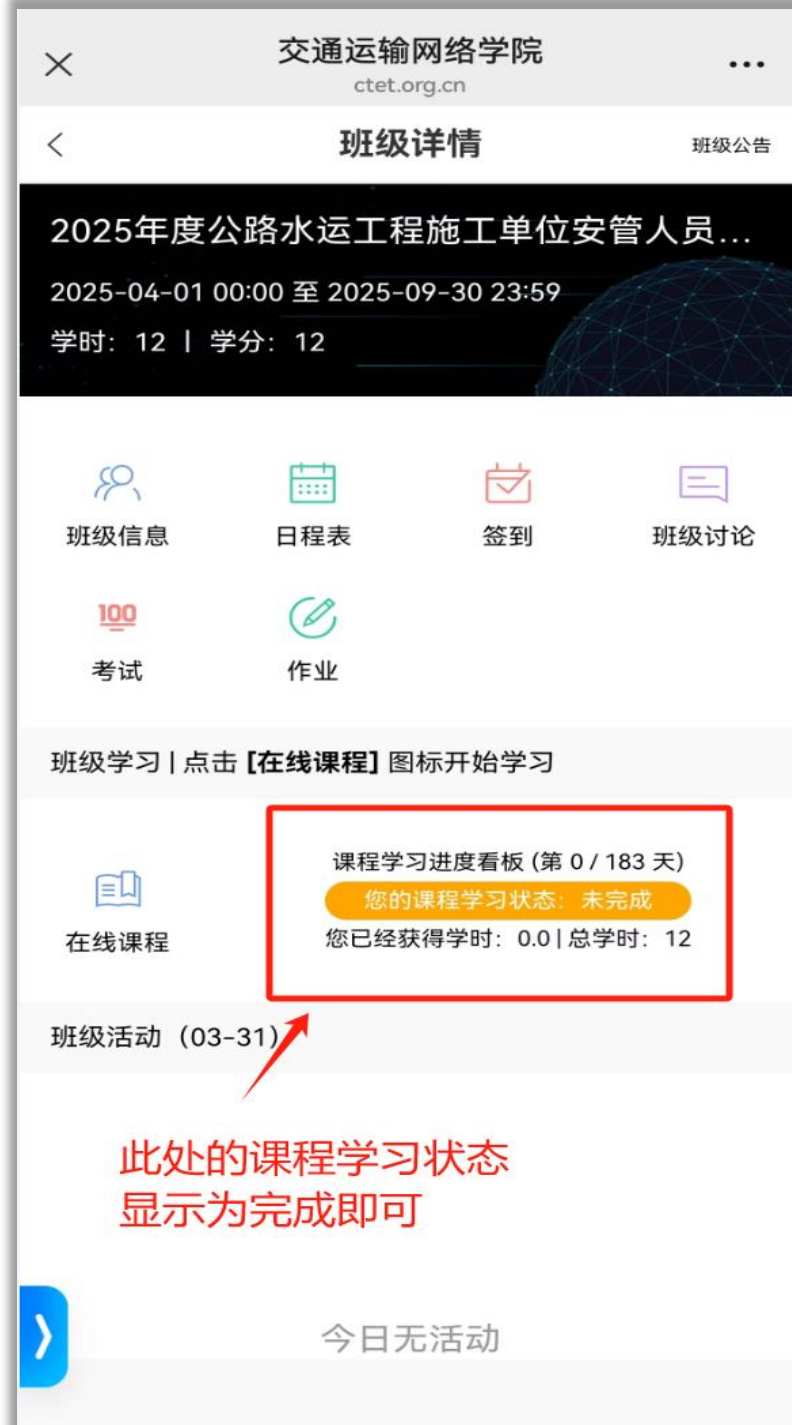 交通运输网络学院
ctet.org.cn
班级详情
班级公告
2025年度公路水运工程施工单位安管人员...
2025-04-01 00:00 至 2025-09-30 23:59
学时：12 | 学分：12
班级信息
日程表
签到
班级讨论
100
考试
作业
班级学习 | 点击 [在线课程] 图标开始学习
课程学习进度看板 (第 0 / 183 天)
您的课程学习状态：未完成
在线课程
您已经获得学时：0.0 | 总学时：12
班级活动（03-31）
此处的课程学习状态
显示为完成即可
今日无活动